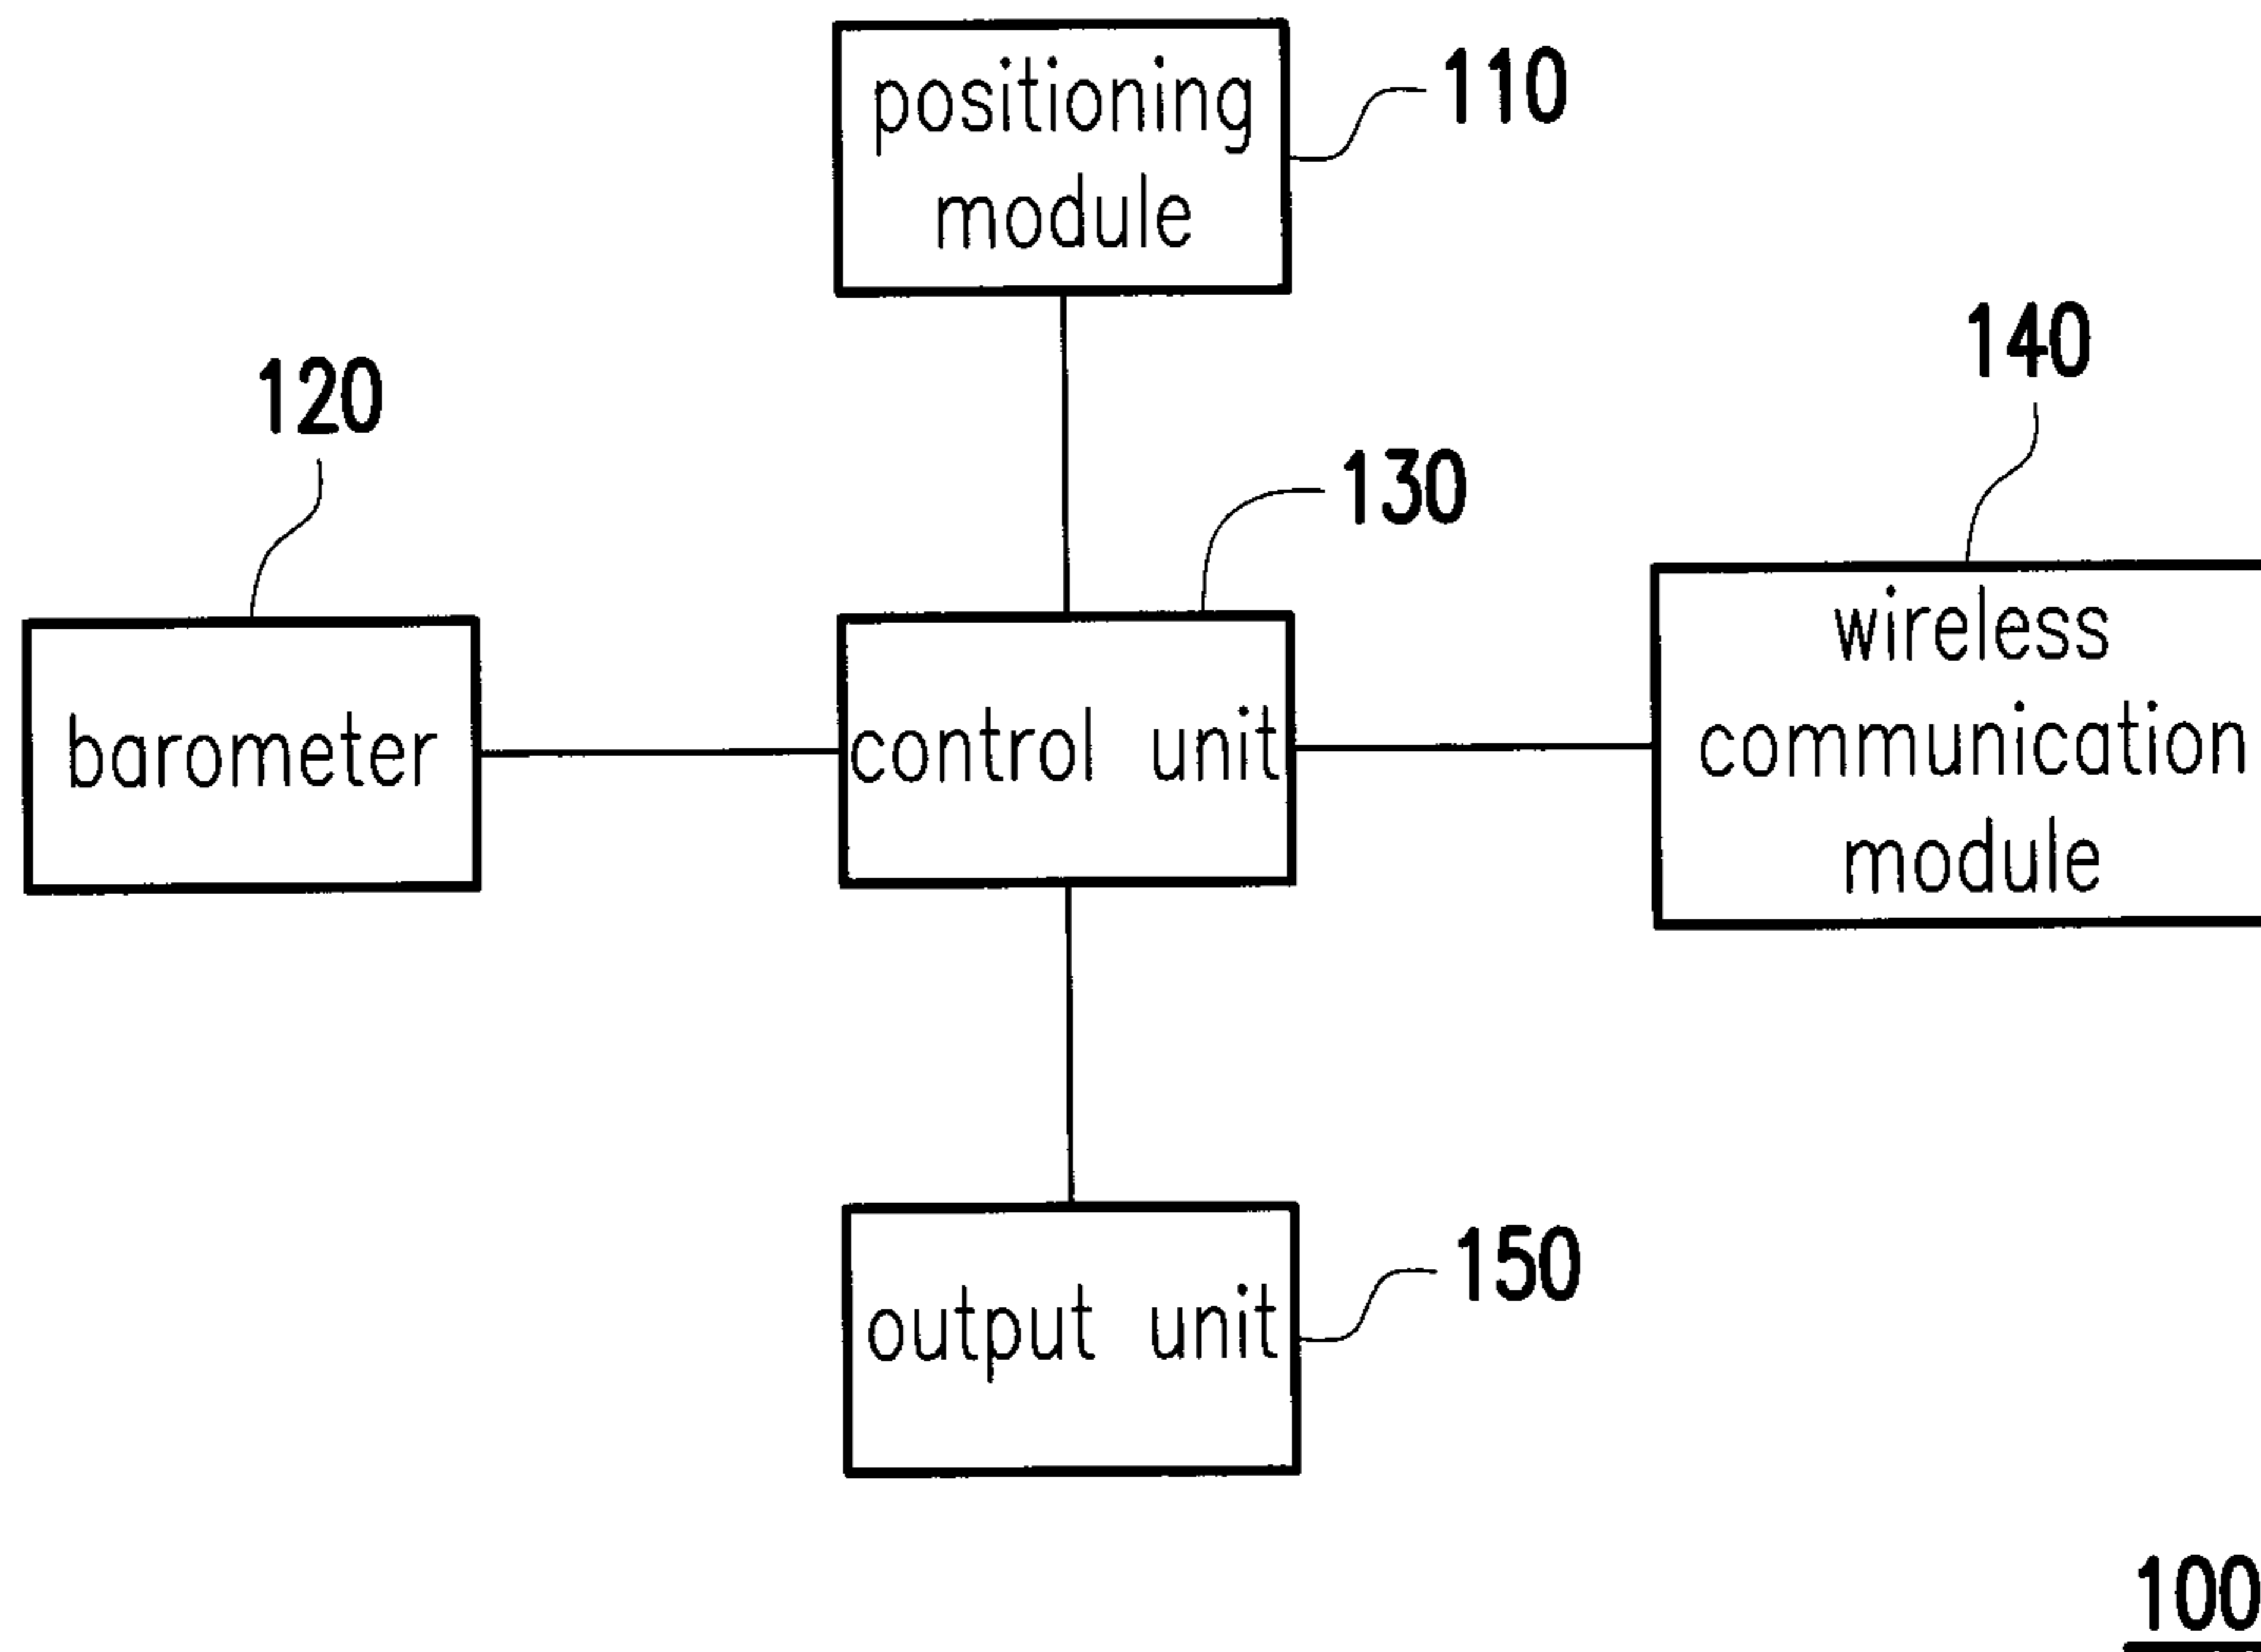 positioning
module
110
120
130
140
barometer
control unit
wireless
communication
module
output unit
150
100